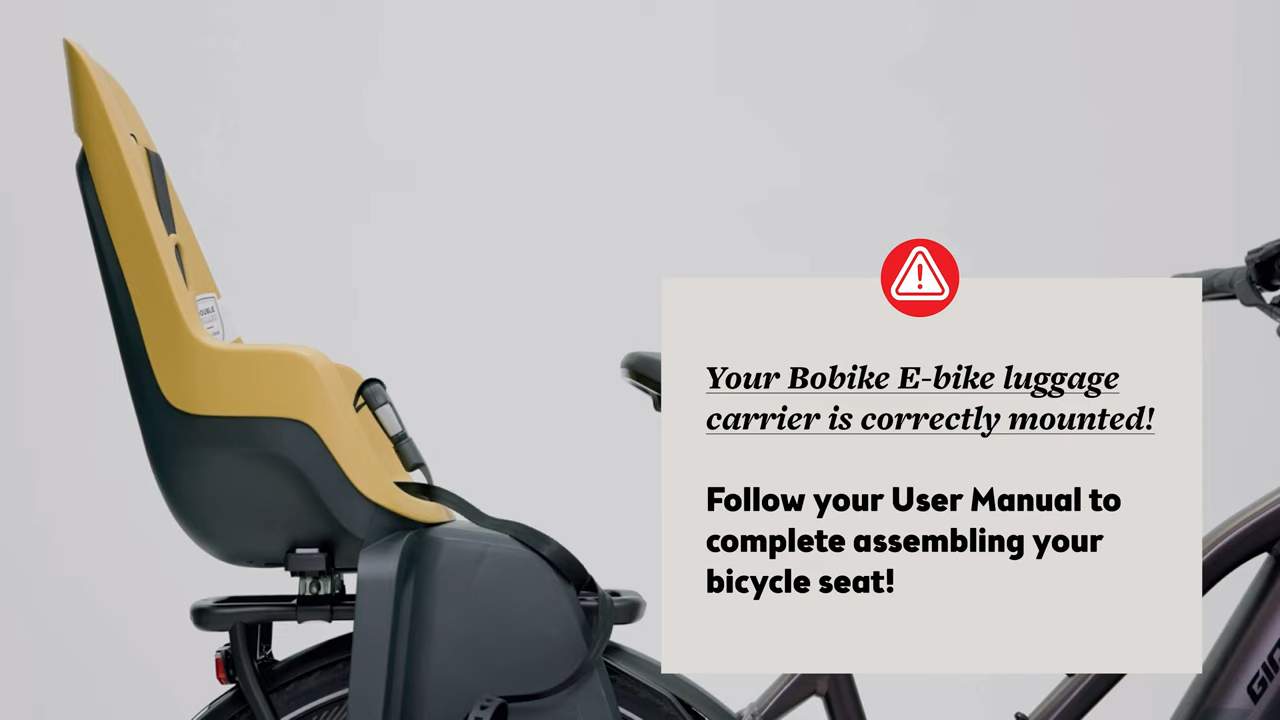 Your Bobike E-bike luggage
carrier is correctly mounted!
Follow your User Manual to
complete assembling your
bicycle seat!